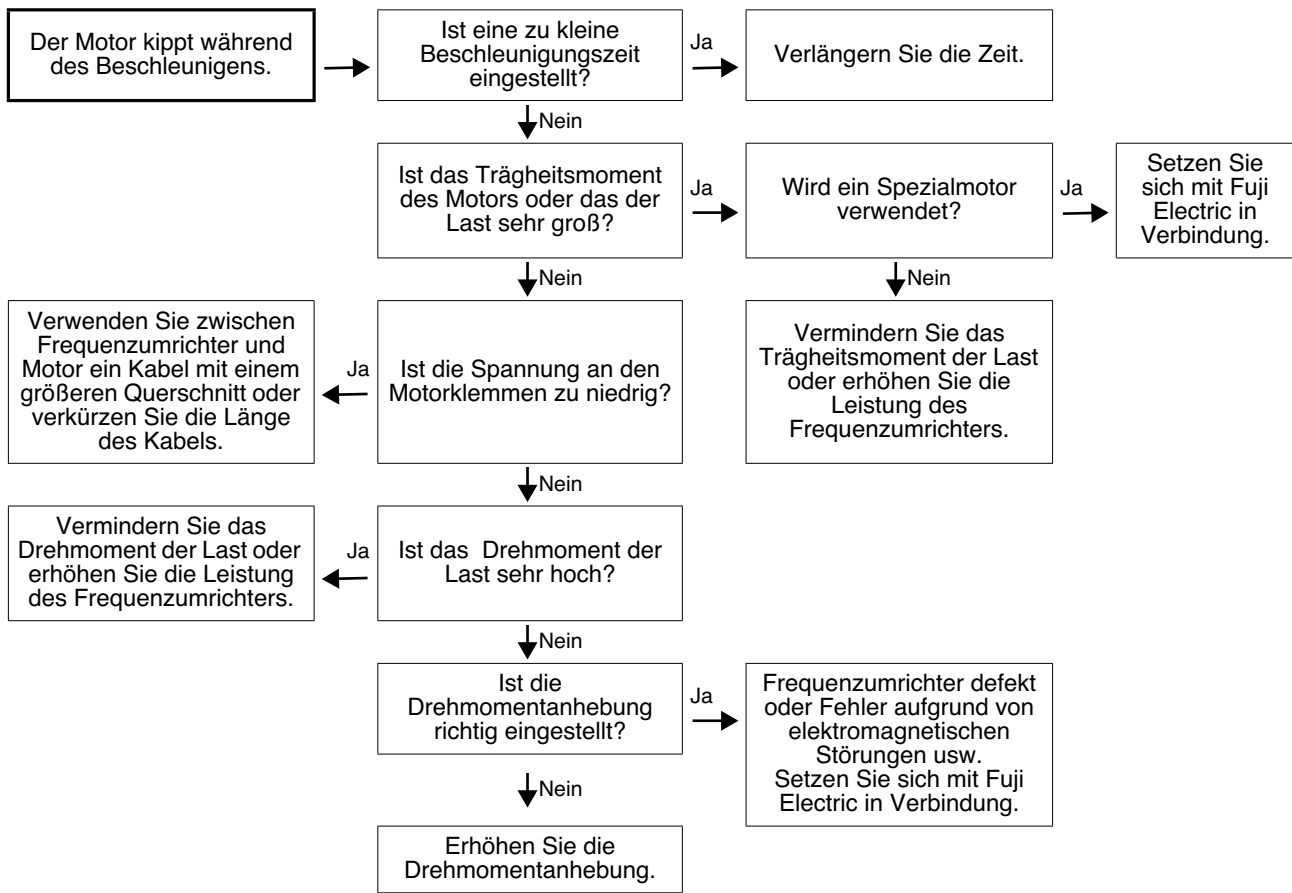 Der Motor kippt während
des Beschleunigens.
Ist eine zu kleine
Beschleunigungszeit
eingestellt?
Ja
Verlängern Sie die Zeit.
Nein
Ist das Trägheitsmoment
des Motors oder das der
Last sehr groß?
Ja
Wird ein Spezialmotor
verwendet?
Ja
Setzen Sie
sich mit Fuji
Electric in
Verbindung.
Nein
Nein
Verwenden Sie zwischen
Frequenzumrichter und
Motor ein Kabel mit einem
größeren Querschnitt oder
verkürzen Sie die Länge
des Kabels.
Ja
Ist die Spannung an den
Motorklemmen zu niedrig?
Vermindern Sie das
Trägheitsmoment der Last
oder erhöhen Sie die
Leistung des
Frequenzumrichters.
Nein
Vermindern Sie das
Drehmoment der Last oder
erhöhen Sie die Leistung
des Frequenzumrichters.
Ja
Ist das  Drehmoment der
Last sehr hoch?
Nein
Ist die
Drehmomentanhebung
richtig eingestellt?
Ja
Frequenzumrichter defekt
oder Fehler aufgrund von
elektromagnetischen
Störungen usw.
Setzen Sie sich mit Fuji
Electric in Verbindung.
Nein
Erhöhen Sie die
Drehmomentanhebung.